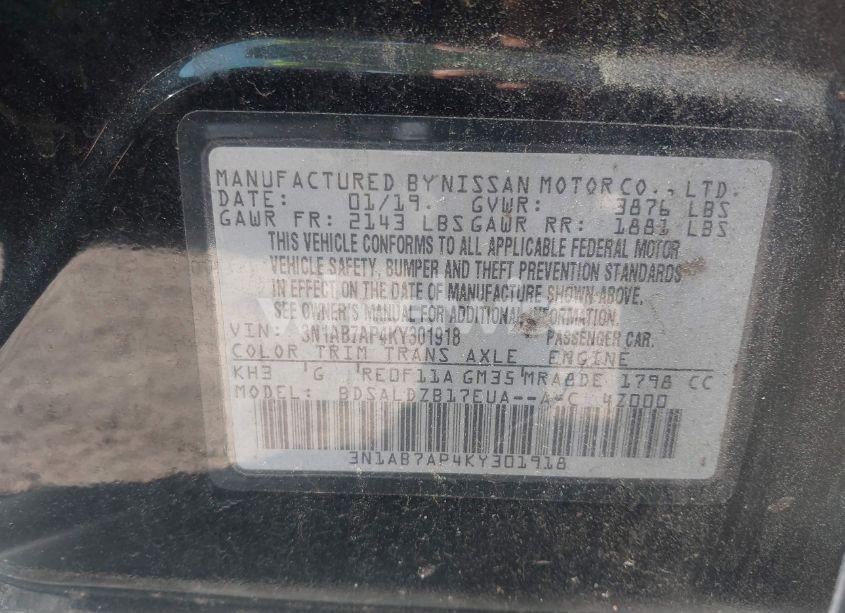 MANUFACTURED BY NISSAN MOTOR CO., LTD.
DATE: 01/19. GVWR: 3876 LBS
GAWR FR: 2143 LBS GAWR RR: 1881 LBS
THIS VEHICLE CONFORMS TO ALL APPLICABLE FEDERAL MOTOR
VEHICLE SAFETY, BUMPER AND THEFT PREVENTION STANDARDS
IN EFFECT ON THE DATE OF MANUFACTURE SHOWN ABOVE.
SEE OWNER'S MANUAL FOR ADDITIONAL INFORMATION.
VIN: 3N1AB7AP4KY301918 PASSENGER CAR.
COLOR TRIM TRANS AXLE ENGINE
KH3 G RE0F11A GM35 MRA8DE 1798 CC
MODEL: BDSALDZB17EUA--A-C 4Z000
3N1AB7AP4KY301918